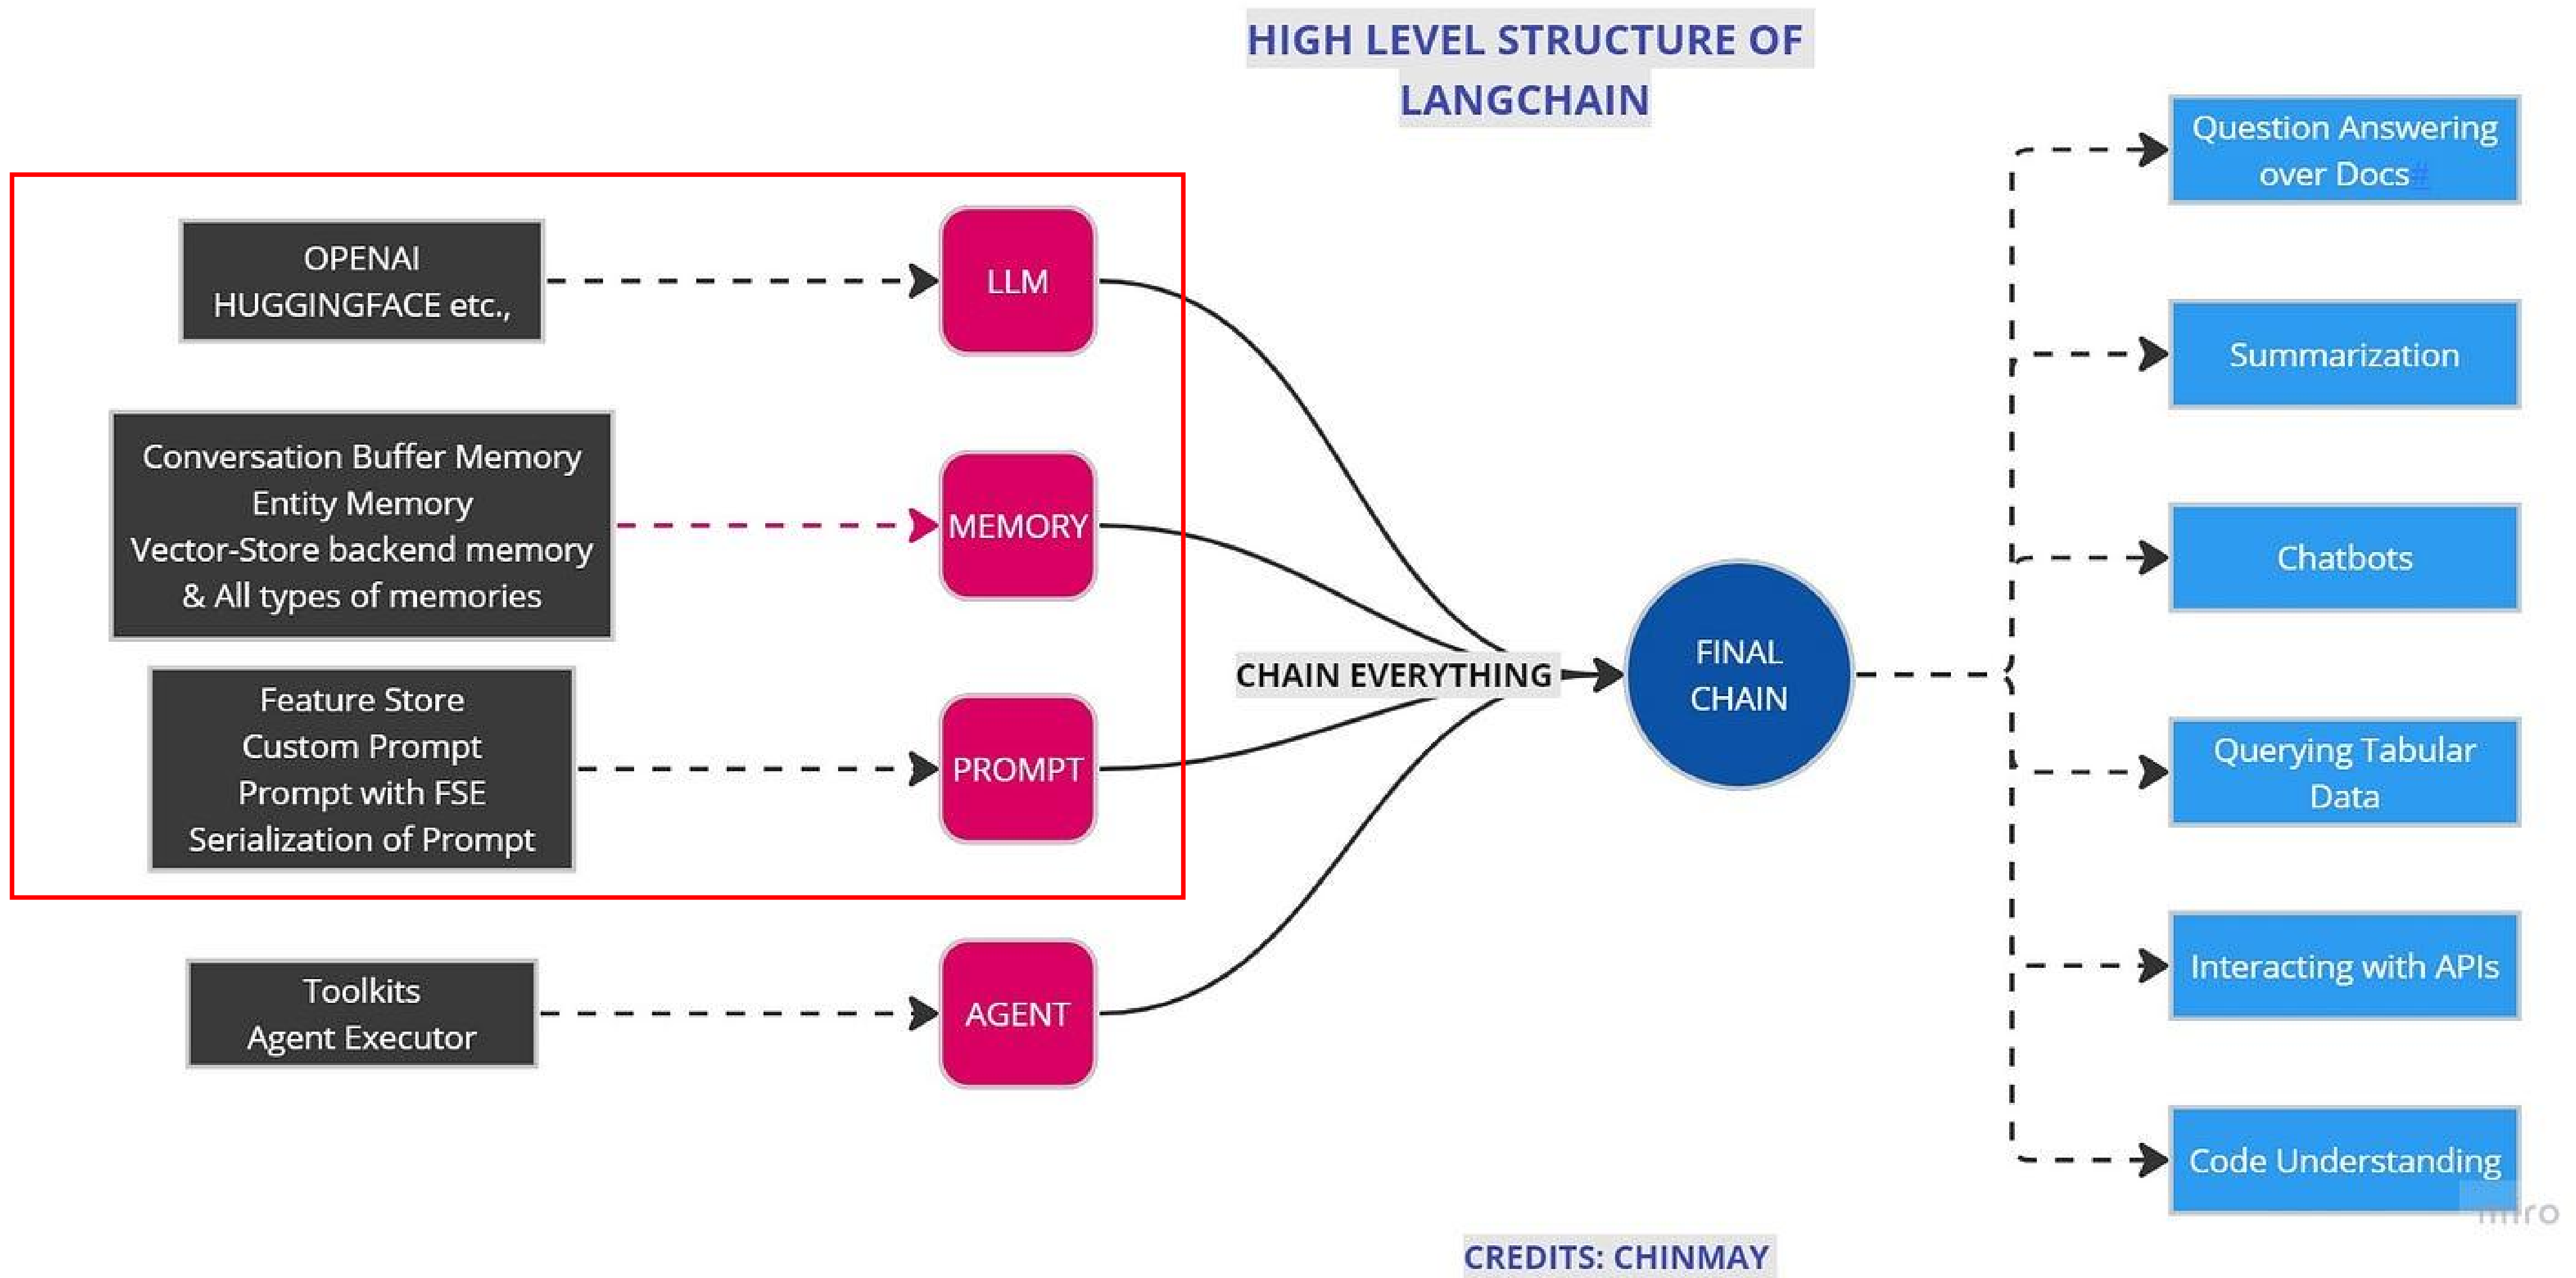 HIGH LEVEL STRUCTURE OF
LANGCHAIN
OPENAI
HUGGINGFACE etc.,
LLM
Conversation Buffer Memory
Entity Memory
Vector-Store backend memory
& All types of memories
MEMORY
Feature Store
Custom Prompt
Prompt with FSE
Serialization of Prompt
PROMPT
Toolkits
Agent Executor
AGENT
CHAIN EVERYTHING
FINAL
CHAIN
Question Answering
over Docs#
Summarization
Chatbots
Querying Tabular
Data
Interacting with APIs
Code Understanding
miro
CREDITS: CHINMAY